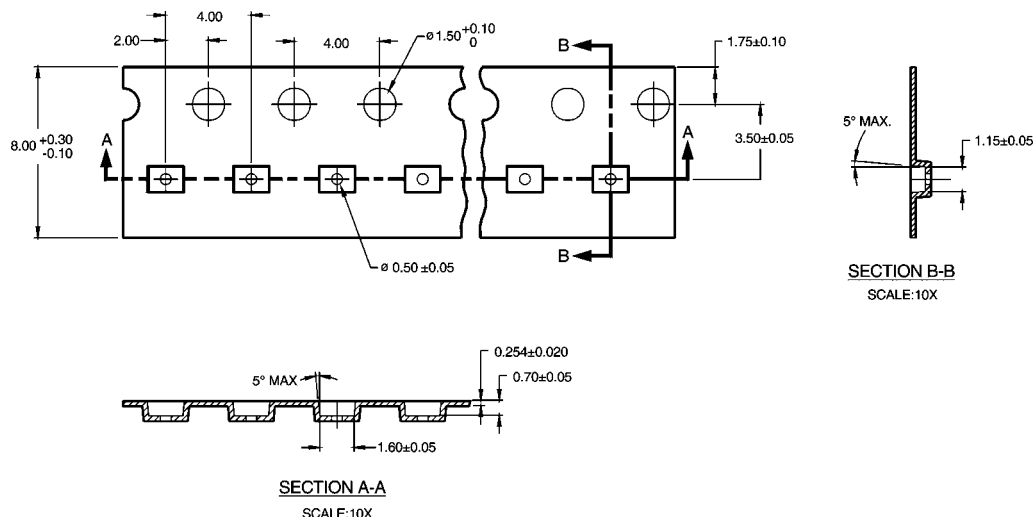 4.00
2.00
4.00
ø1.50 +0.10
0
B
1.75±0.10
8.00 +0.30
-0.10
A
A
3.50±0.05
5° MAX.
1.15±0.05
B
ø 0.50±0.05
SECTION B-B
SCALE:10X
0.254±0.020
5° MAX
0.70±0.05
1.60±0.05
SECTION A-A
SCALE:10X